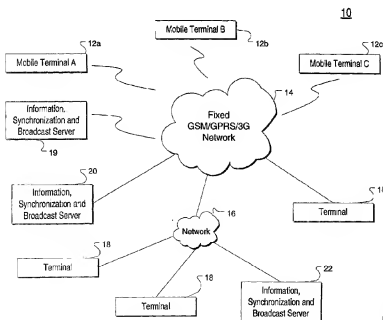 10
12a
Mobile Terminal A
Mobile Terminal B
12b
12c
Mobile Terminal C
14
Fixed
GSM/GPRS/3G
Network
Information,
Synchronization and
Broadcast Server
19
20
Information,
Synchronization and
Broadcast Server
16
Network
Terminal
18
Terminal
18
Terminal
22
Information,
Synchronization and
Broadcast Server